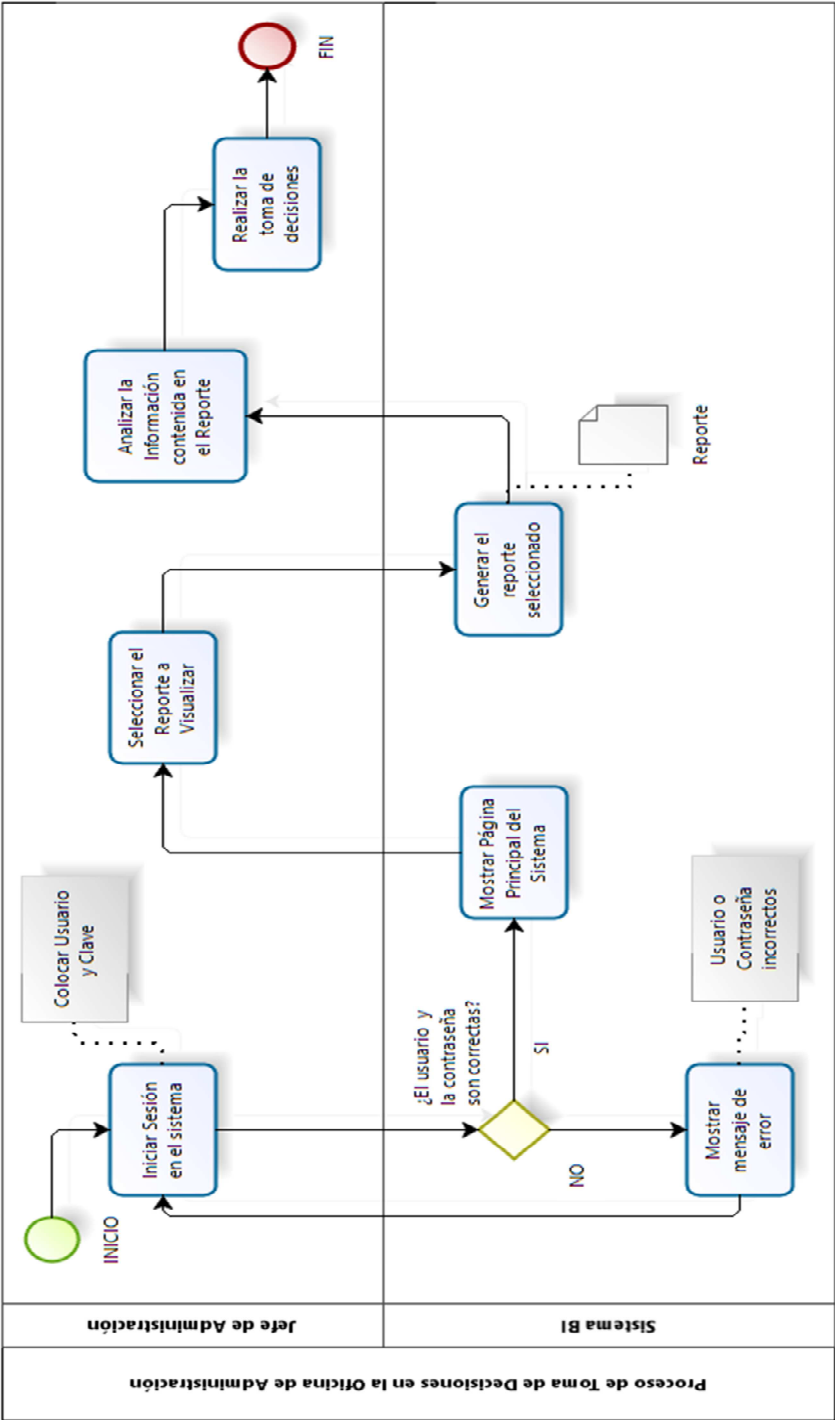 Proceso de Toma de Decisiones en la Oficina de Administración
Jefe de Administración
INICIO
Iniciar Sesión
en el sistema
Colocar Usuario
y Clave
Seleccionar el
Reporte a
Visualizar
Analizar la
Información
contenida en
el Reporte
Realizar la
toma de
decisiones
FIN
Sistema BI
¿El usuario y
la contraseña
son correctas?
SI
NO
Mostrar
mensaje de
error
Usuario o
Contraseña
incorrectos
Mostrar Página
Principal del
Sistema
Generar el
reporte
seleccionado
Reporte